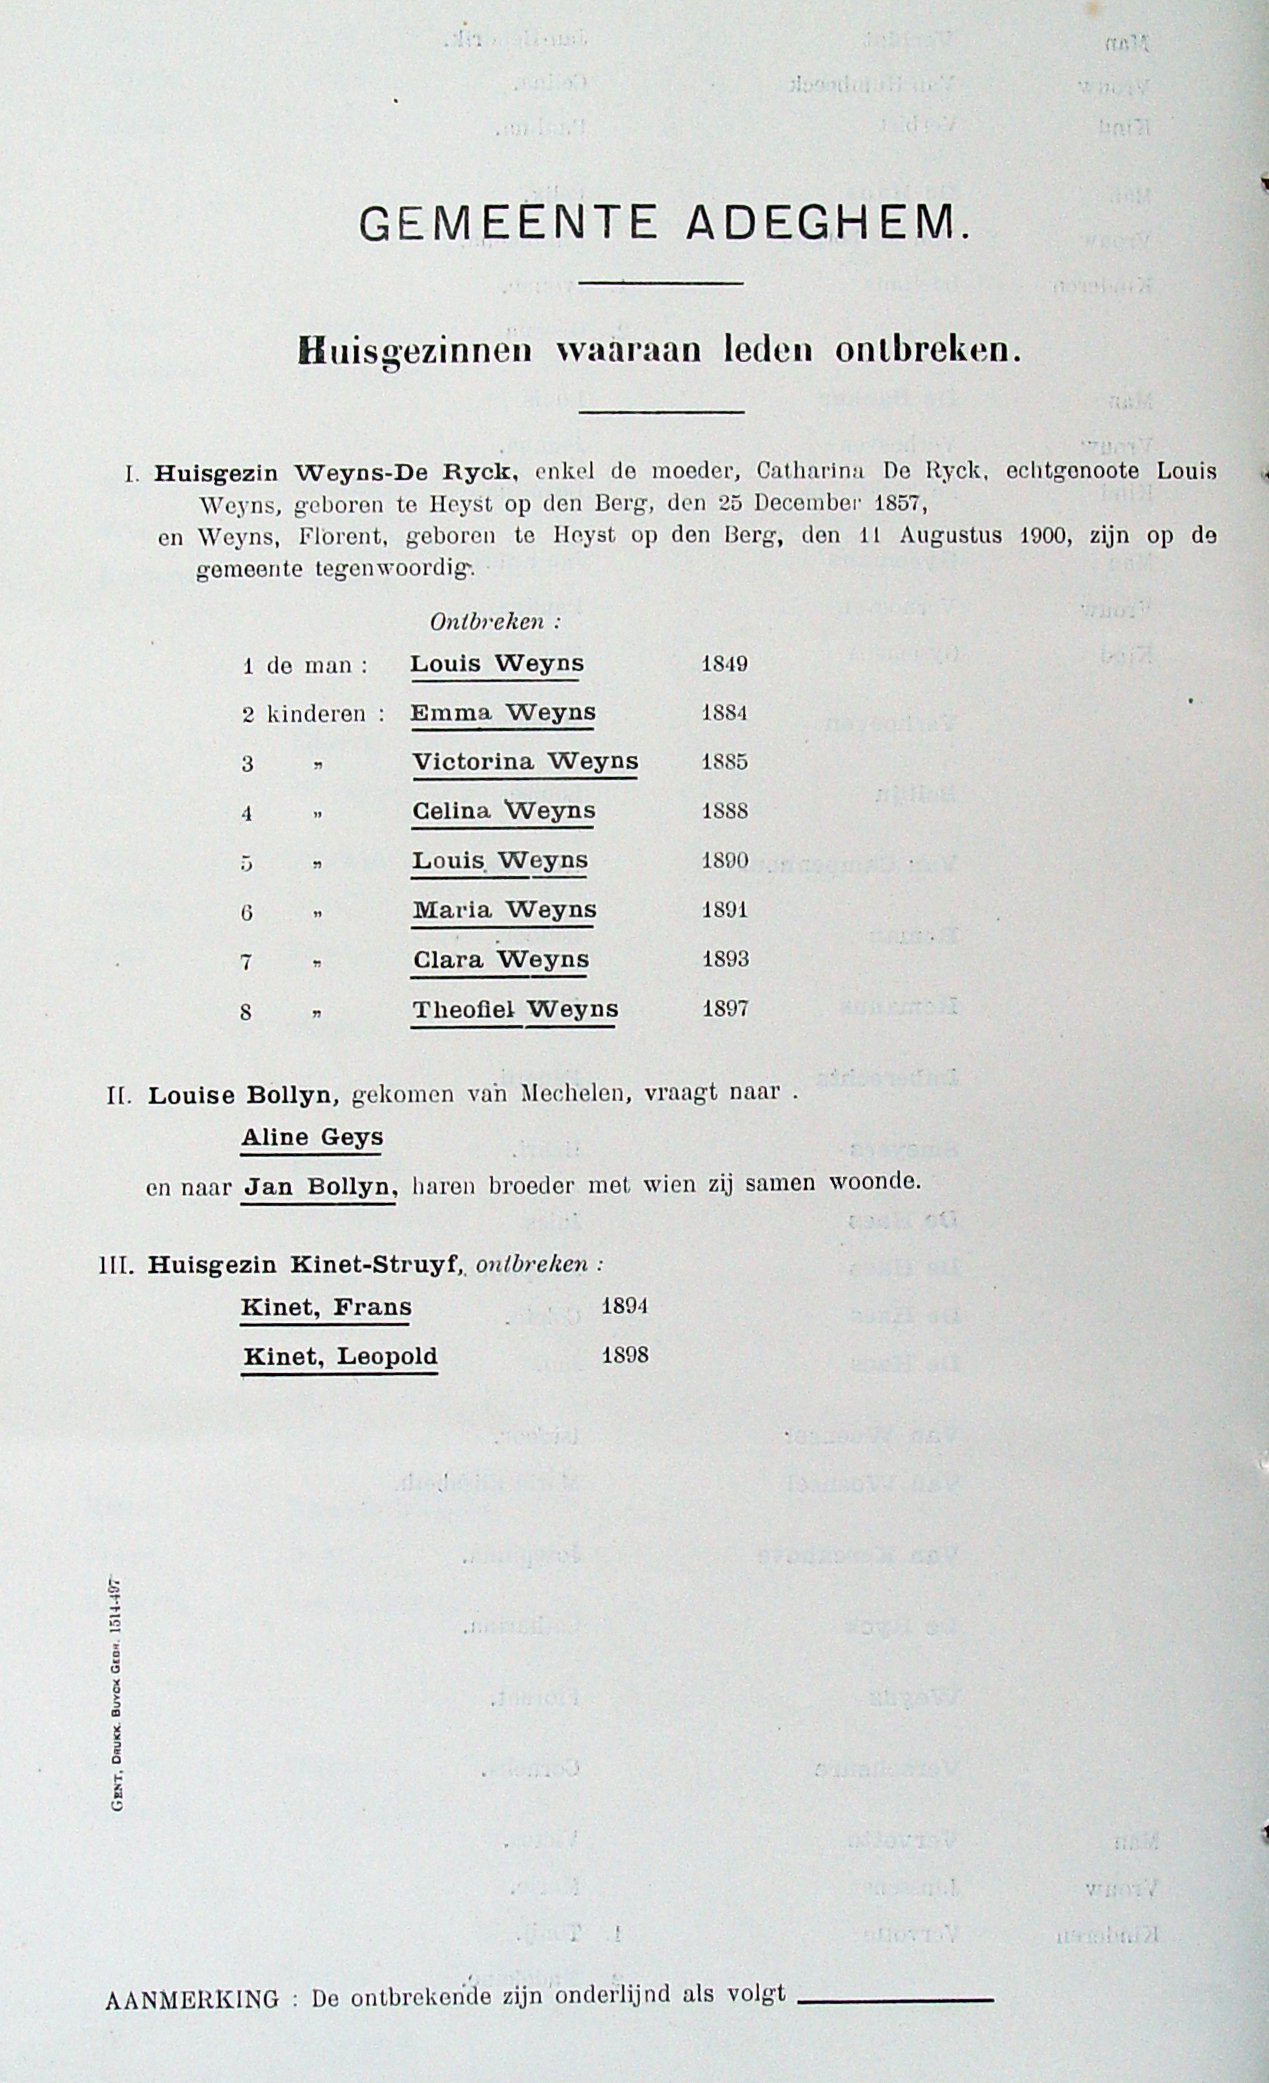 GEMEENTE ADEGHEM.
Huisgezinnen waaraan leden ontbreken.
I. Huisgezin Weyns-De Ryck, enkel de moeder, Catharina De Ryck, echtgenoote Louis
Weyns, geboren te Heyst op den Berg, den 25 December 1857,
en Weyns, Florent, geboren te Heyst op den Berg, den 11 Augustus 1900, zijn op de
gemeente tegenwoordig.
Ontbreken :
1 de man : Louis Weyns 1849
2 kinderen : Emma Weyns 1884
3 „ Victorina Weyns 1885
4 „ Celina Weyns 1888
5 „ Louis Weyns 1890
6 „ Maria Weyns 1891
7 „ Clara Weyns 1893
8 „ Theofiel Weyns 1897
II. Louise Bollyn, gekomen van Mechelen, vraagt naar .
Aline Geys
en naar Jan Bollyn, haren broeder met wien zij samen woonde.
III. Huisgezin Kinet-Struyf, ontbreken :
Kinet, Frans 1894
Kinet, Leopold 1898
GENT, DRUKK. BUYCK GEBR. 1514-497
AANMERKING : De ontbrekende zijn onderlijnd als volgt